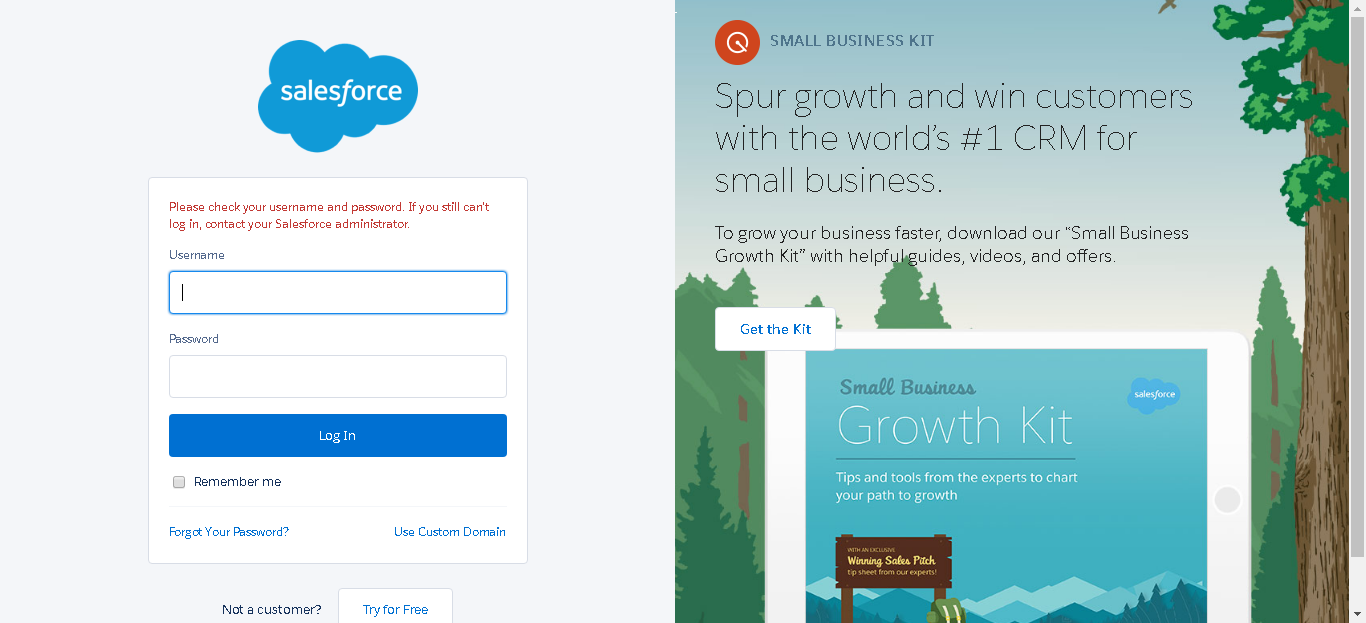 salesforce
Please check your username and password. If you still can't
log in, contact your Salesforce administrator.
Username
Password
Log In
Remember me
Forgot Your Password?
Use Custom Domain
Not a customer?
Try for Free
SMALL BUSINESS KIT
Spur growth and win customers
with the world's #1 CRM for
small business.
To grow your business faster, download our “Small Business
Growth Kit” with helpful guides, videos, and offers.
Get the Kit
Small Business
salesforce
Growth Kit
Tips and tools from the experts to chart
your path to growth
WITH AN EXCLUSIVE
Winning Sales Pitch
tip sheet from our experts!